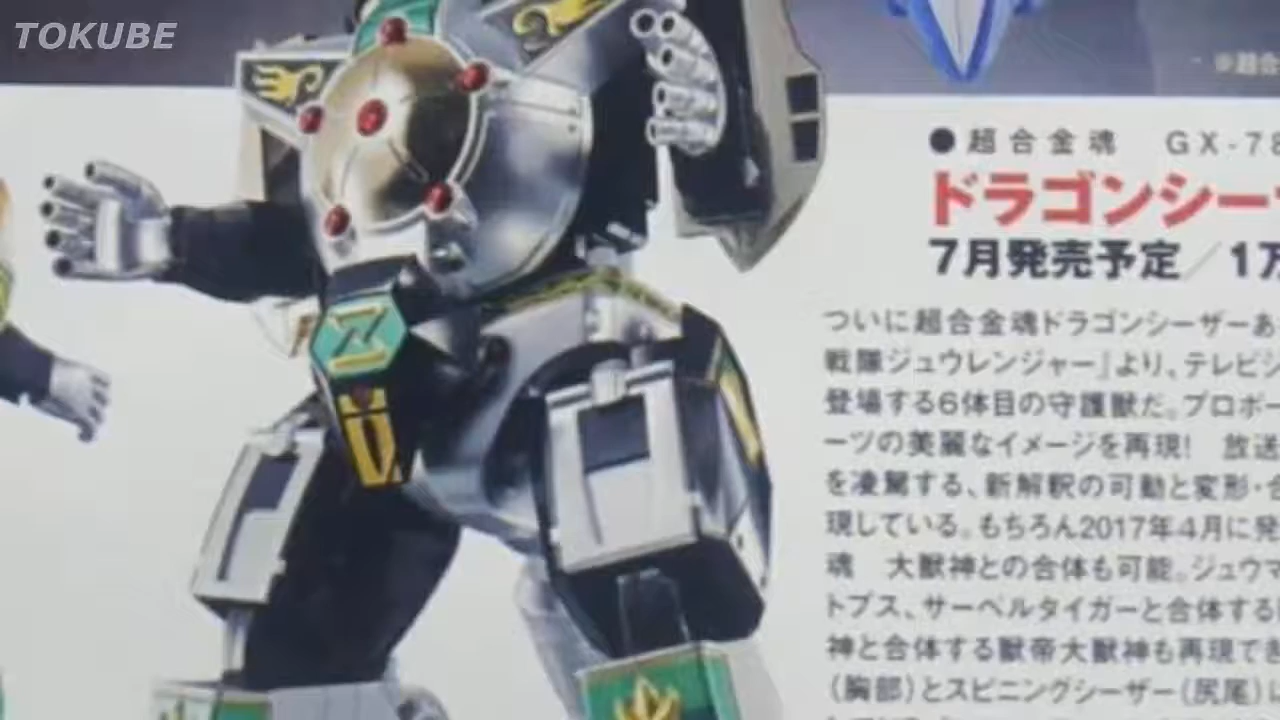 TOKUBE
※超合
●超合金魂 GX-78
ドラゴンシーザ
7月発売予定／1万
ついに超合金魂ドラゴンシーザーあ
戦隊ジュウレンジャー』より、テレビシ
登場する6体目の守護獣だ。プロポー
ーツの美麗なイメージを再現! 放送
を凌駕する、新解釈の可動と変形・合
現している。もちろん2017年4月に発
魂 大獣神との合体も可能。ジュウマ
トプス、サーベルタイガーと合体する
神と合体する獣帝大獣神も再現でき
(胸部)とスピニングシーザー(尻尾)に